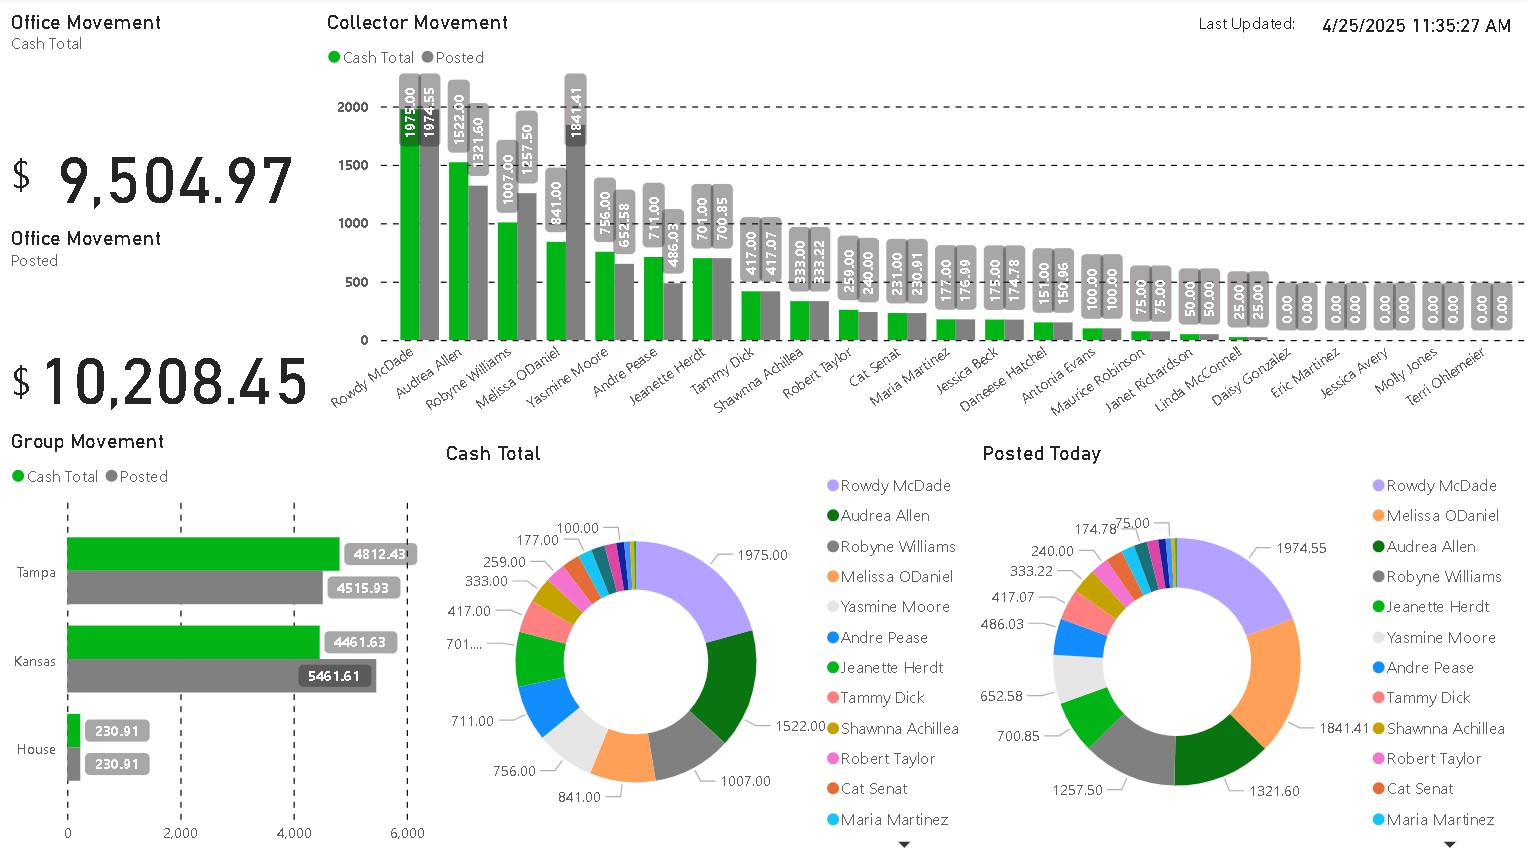 Office Movement
Cash Total
$ 9,504.97
Office Movement
Posted
$ 10,208.45
Collector Movement
Cash Total Posted
Last Updated: 4/25/2025 11:35:27 AM
2000
1500
1000
500
0
1975.00 1974.55
1522.00 1321.60
1007.00 1257.50
841.00 1841.41
756.00 652.58
711.00 486.03
701.00 700.85
417.00 417.07
333.00 333.22
259.00 240.00
231.00 230.91
177.00 176.99
175.00 174.78
151.00 150.96
100.00 100.00
75.00 75.00
50.00 50.00
25.00 25.00
0.00 0.00
0.00 0.00
0.00 0.00
0.00 0.00
0.00 0.00
Rowdy McDade
Audrea Allen
Robyne Williams
Melissa ODaniel
Yasmine Moore
Andre Pease
Jeanette Herdt
Tammy Dick
Shawnna Achillea
Robert Taylor
Cat Senat
Maria Martinez
Jessica Beck
Daneese Hatchel
Antonia Evans
Maurice Robinson
Janet Richardson
Linda McConnell
Daisy Gonzalez
Eric Martinez
Jessica Avery
Molly Jones
Terri Ohlemeier
Group Movement
Cash Total Posted
Tampa
4812.43
4515.93
Kansas
4461.63
5461.61
House
230.91
230.91
0 2,000 4,000 6,000
Cash Total
1975.00
1522.00
1007.00
841.00
756.00
711.00
701....
417.00
333.00
259.00
177.00
100.00
Rowdy McDade
Audrea Allen
Robyne Williams
Melissa ODaniel
Yasmine Moore
Andre Pease
Jeanette Herdt
Tammy Dick
Shawnna Achillea
Robert Taylor
Cat Senat
Maria Martinez
Posted Today
1974.55
1841.41
1321.60
1257.50
700.85
652.58
486.03
417.07
333.22
240.00
174.78
75.00
Rowdy McDade
Melissa ODaniel
Audrea Allen
Robyne Williams
Jeanette Herdt
Yasmine Moore
Andre Pease
Tammy Dick
Shawnna Achillea
Robert Taylor
Cat Senat
Maria Martinez